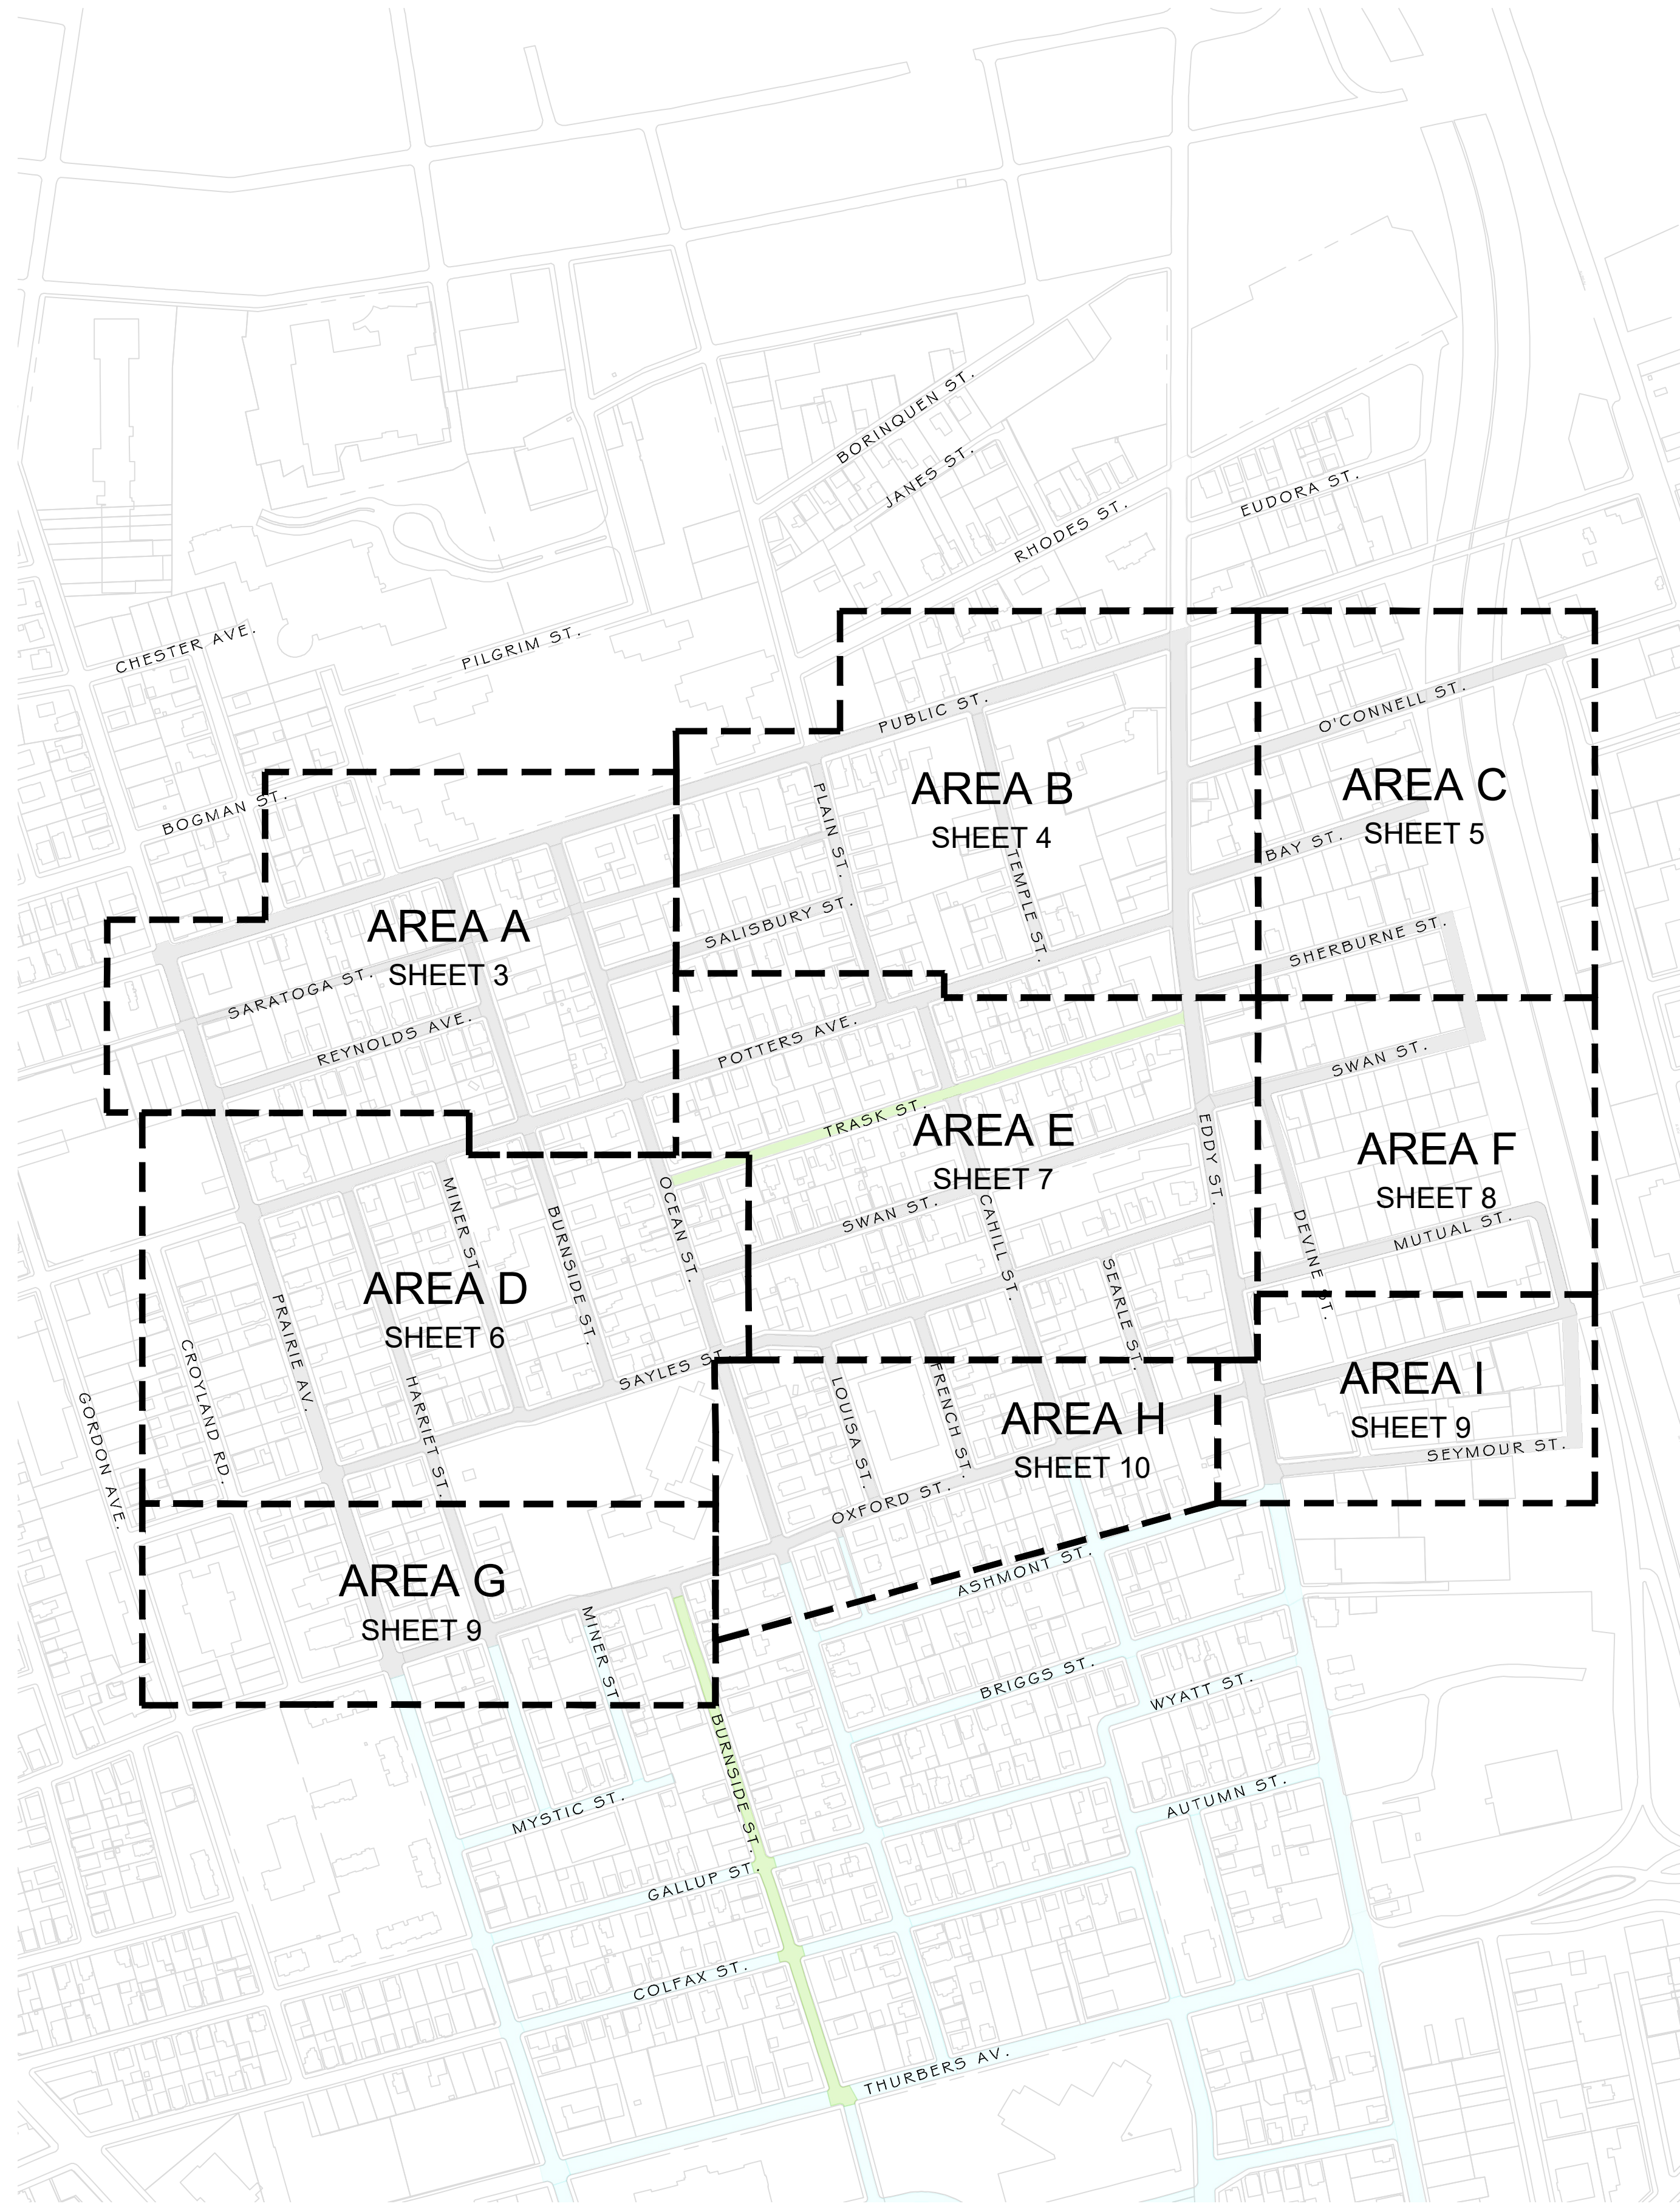 BORINQUEN ST.
JANES ST.
EUDORA ST.
RHODES ST.
CHESTER AVE.
PILGRIM ST.
PUBLIC ST.
O'CONNELL ST.
BOGMAN ST.
AREA B
SHEET 4
AREA C
SHEET 5
PLAIN ST.
BAY ST.
TEMPLE ST.
AREA A
SHEET 3
SALISBURY ST.
SHERBURNE ST.
SARATOGA ST.
REYNOLDS AVE.
POTTERS AVE.
SWAN ST.
TRASK ST.
AREA E
SHEET 7
EDDY ST.
AREA F
SHEET 8
MINER ST.
BURNSIDE ST.
OCEAN ST.
SWAN ST.
CAHILL ST.
DEVINE ST.
MUTUAL ST.
AREA D
SHEET 6
PRAIRIE AV.
SEARLE ST.
CROYLAND RD.
GORDON AVE.
HARRIET ST.
SAYLES ST.
LOUISA ST.
FRENCH ST.
AREA H
SHEET 10
AREA I
SHEET 9
SEYMOUR ST.
OXFORD ST.
ASHMONT ST.
AREA G
SHEET 9
MINER ST.
BRIGGS ST.
WYATT ST.
BURNSIDE ST.
MYSTIC ST.
AUTUMN ST.
GALLUP ST.
COLFAX ST.
THURBERS AV.